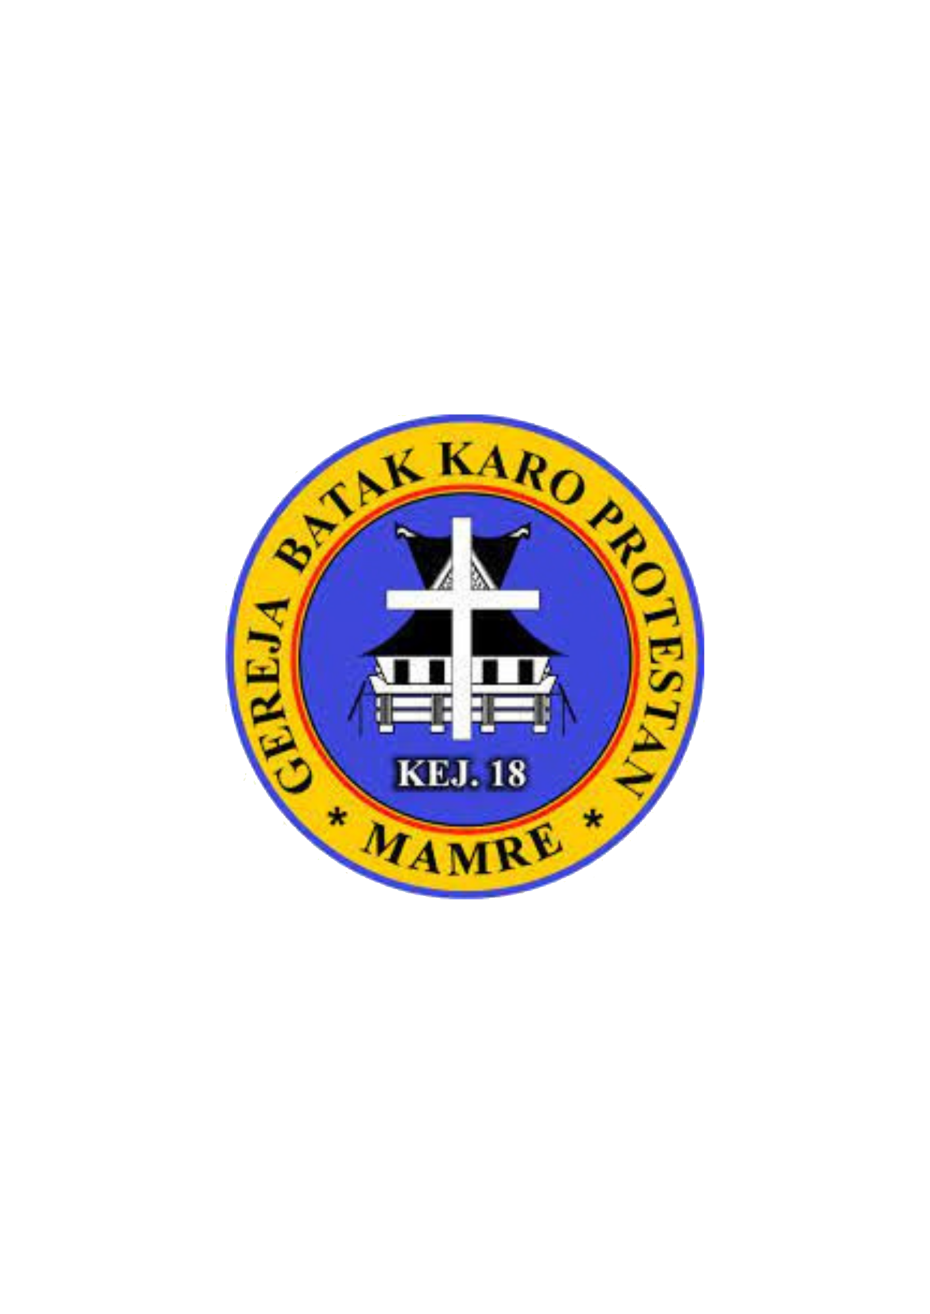 GEREJA BATAK KARO PROTESTAN
KEJ. 18
* MAMRE *